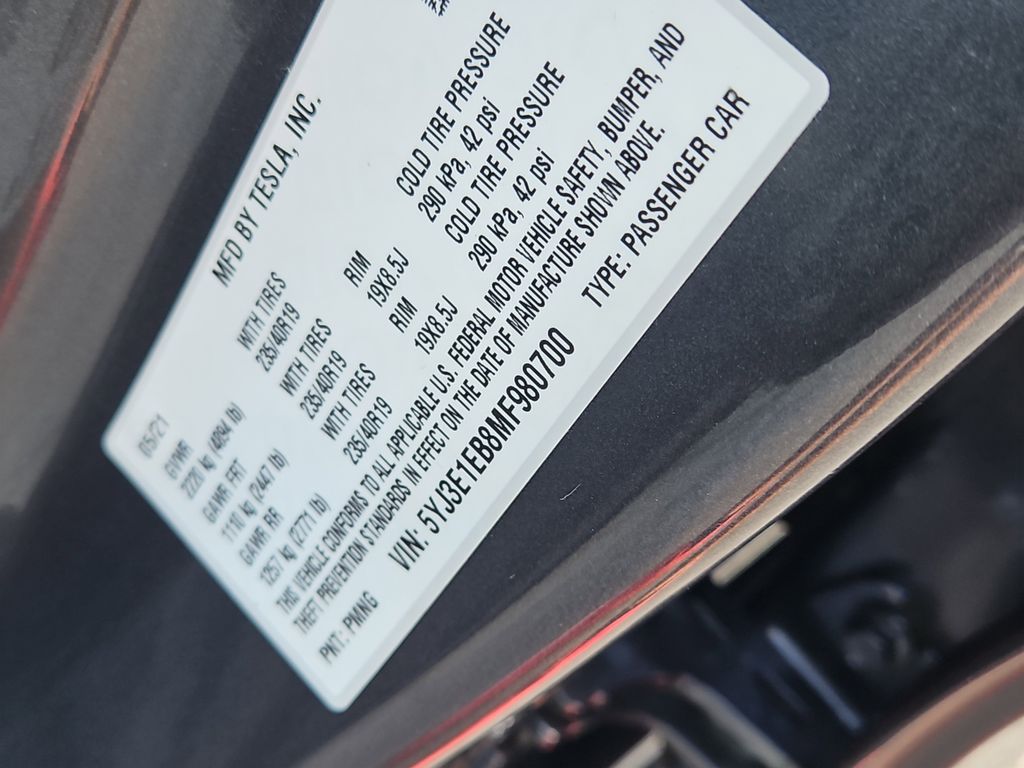 MFD BY TESLA, INC.
05/21
GVWR WITH TIRES RIM COLD TIRE PRESSURE
2220 kg (4894 lb) 235/40R19 19X8.5J 290 kPa, 42 psi
GAWR FRT WITH TIRES RIM COLD TIRE PRESSURE
1110 kg (2447 lb) 235/40R19 19X8.5J 290 kPa, 42 psi
GAWR RR WITH TIRES
1257 kg (2771 lb) 235/40R19
THIS VEHICLE CONFORMS TO ALL APPLICABLE U.S. FEDERAL MOTOR VEHICLE SAFETY, BUMPER, AND
THEFT PREVENTION STANDARDS IN EFFECT ON THE DATE OF MANUFACTURE SHOWN ABOVE.
VIN: 5YJ3E1EB8MF980700 TYPE: PASSENGER CAR
PNT: PMNG